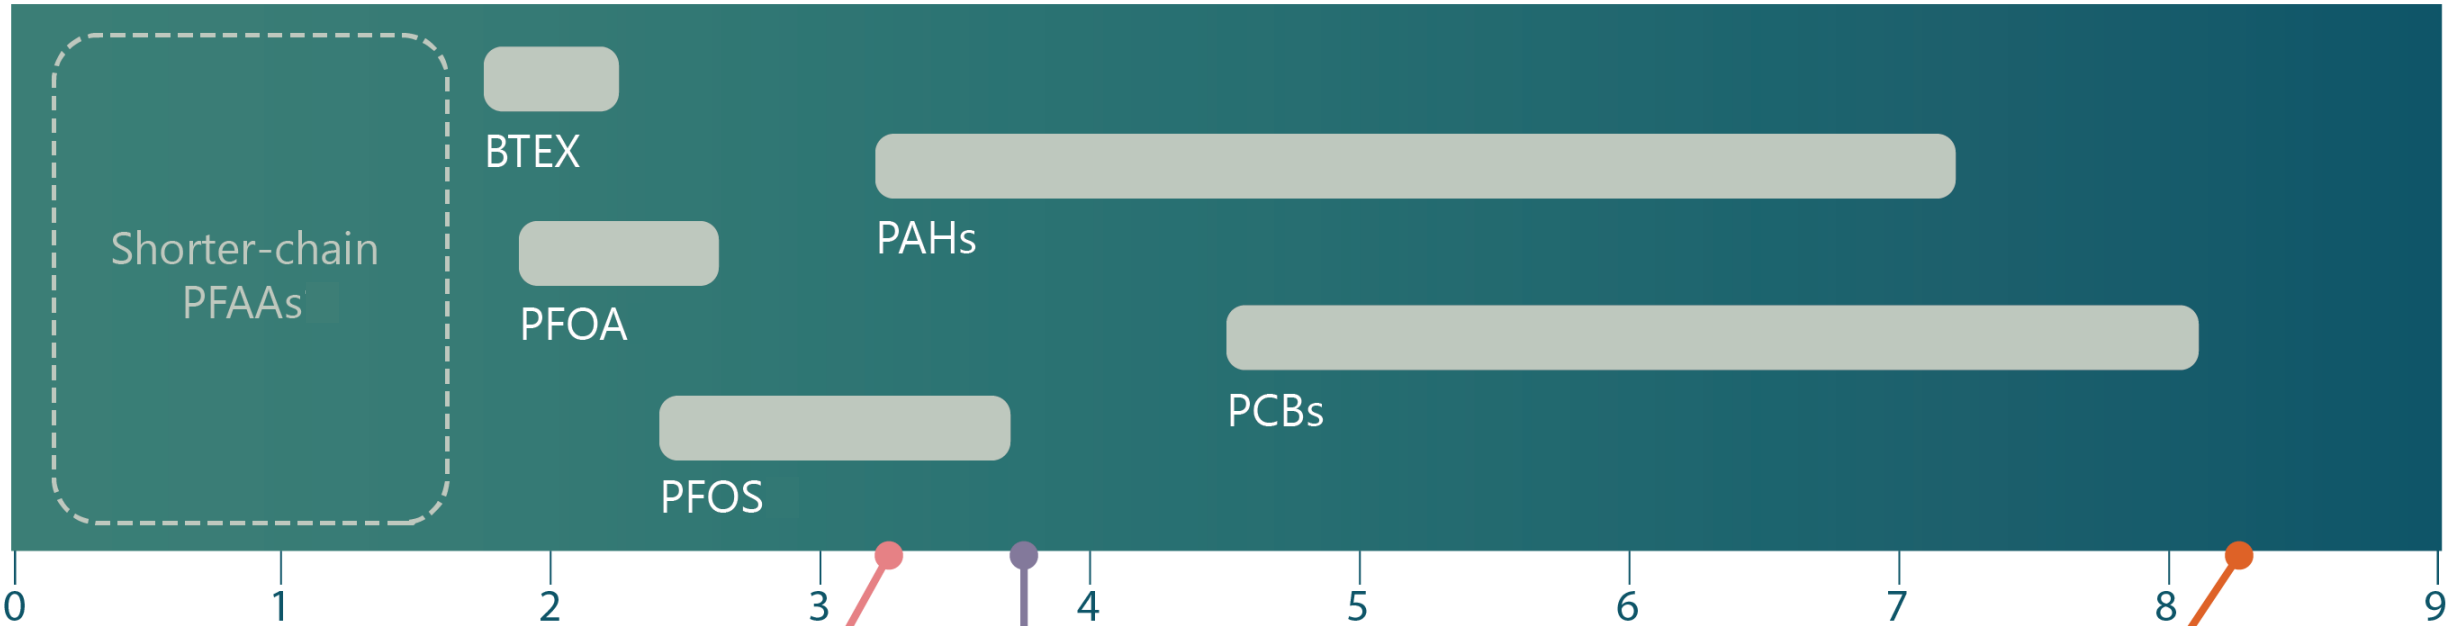 BTEX
PAHs
Shorter-chain
PFAAs
PFOA
PCBs
PFOS
0 1 2 3 4 5 6 7 8 9